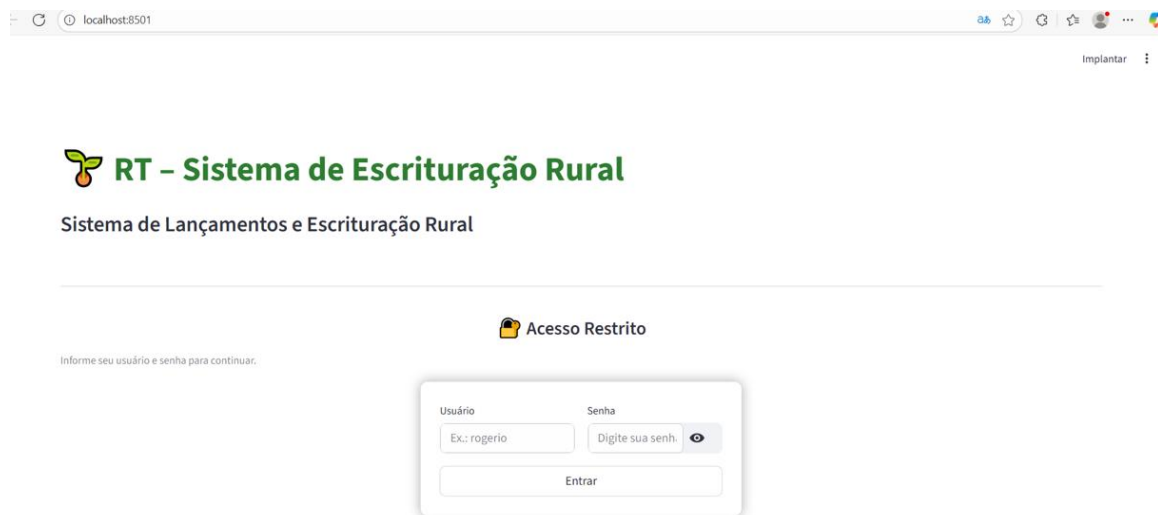 localhost:8501
Implantar
RT – Sistema de Escrituração Rural
Sistema de Lançamentos e Escrituração Rural
Acesso Restrito
Informe seu usuário e senha para continuar.
Usuário Senha
Ex.: rogerio Digite sua senh
Entrar